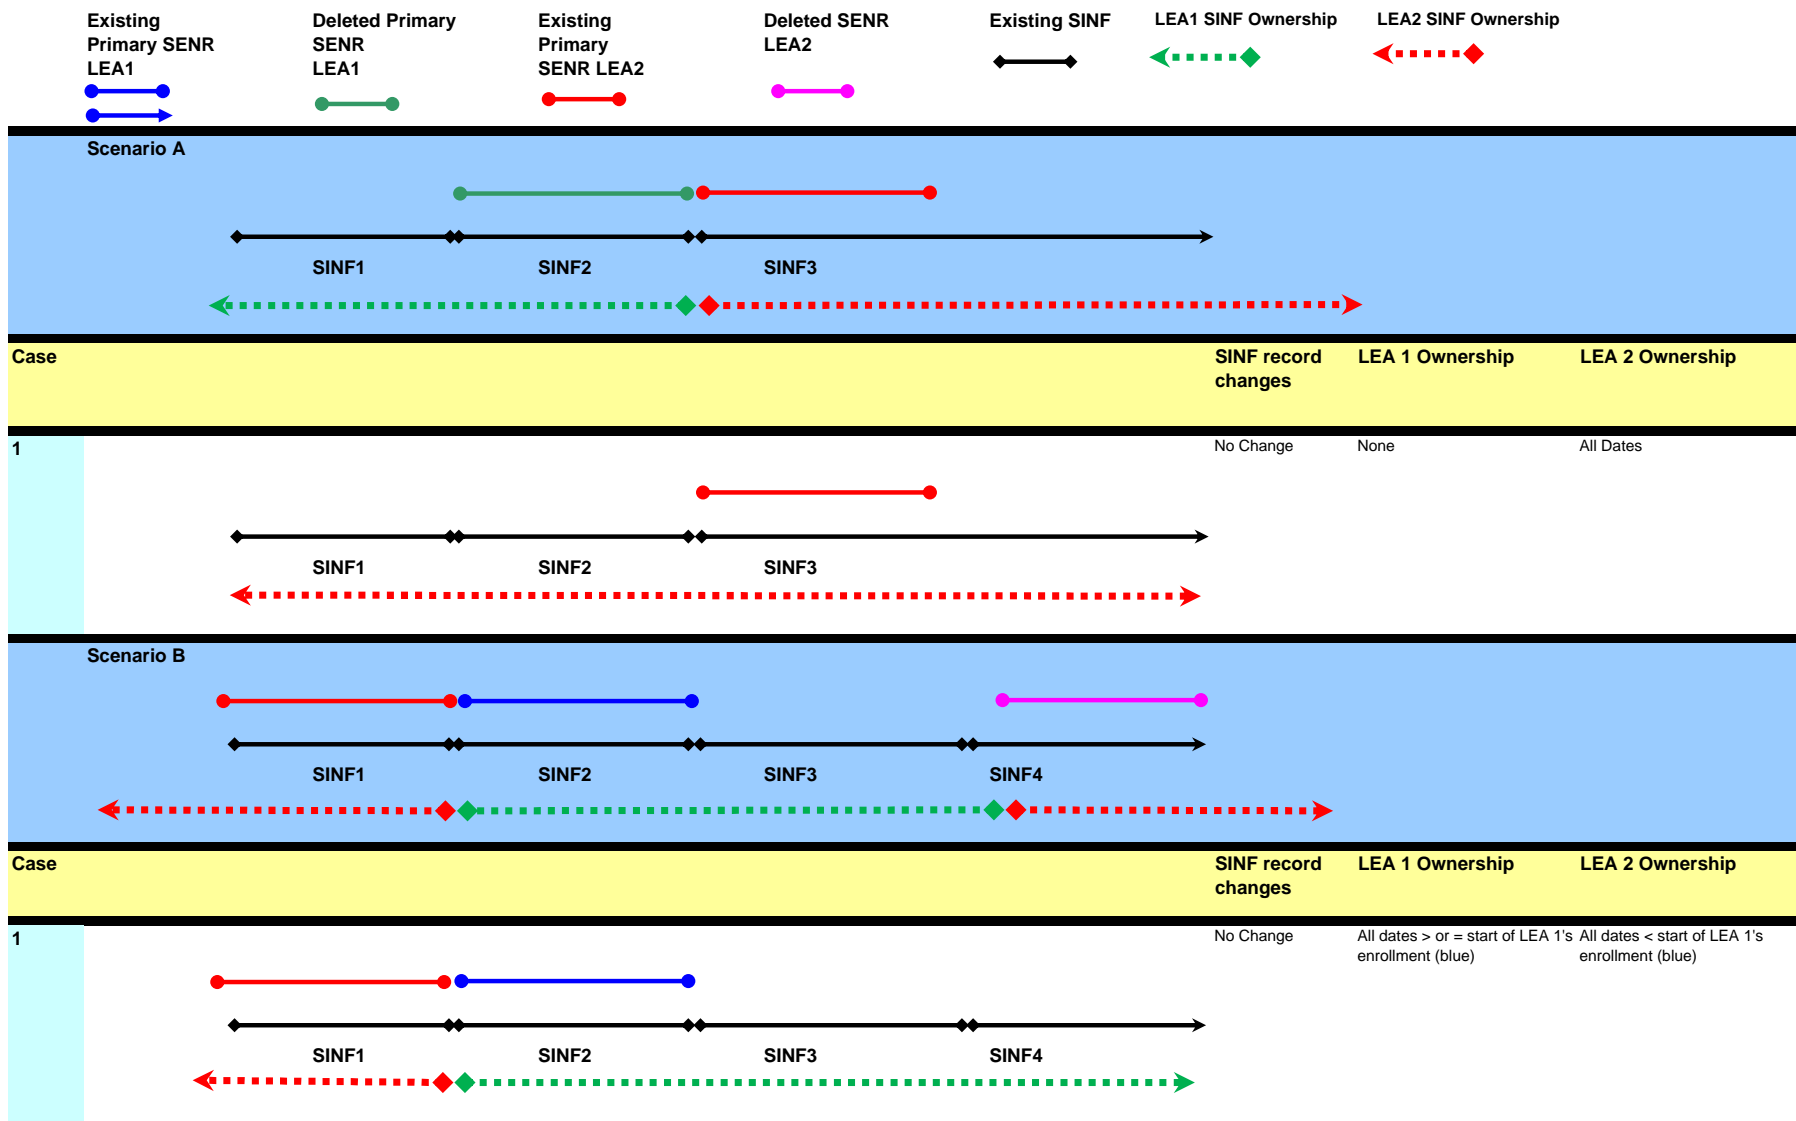 Existing
Primary SENR
LEA1
Deleted Primary
SENR
LEA1
Existing
Primary
SENR LEA2
Deleted SENR
LEA2
Existing SINF
LEA1 SINF Ownership
LEA2 SINF Ownership
Scenario A
SINF1
SINF2
SINF3
Case
SINF record
changes
LEA 1 Ownership
LEA 2 Ownership
1
No Change
None
All Dates
SINF1
SINF2
SINF3
Scenario B
SINF1
SINF2
SINF3
SINF4
Case
SINF record
changes
LEA 1 Ownership
LEA 2 Ownership
1
No Change
All dates > or = start of LEA 1's
enrollment (blue)
All dates < start of LEA 1's
enrollment (blue)
SINF1
SINF2
SINF3
SINF4